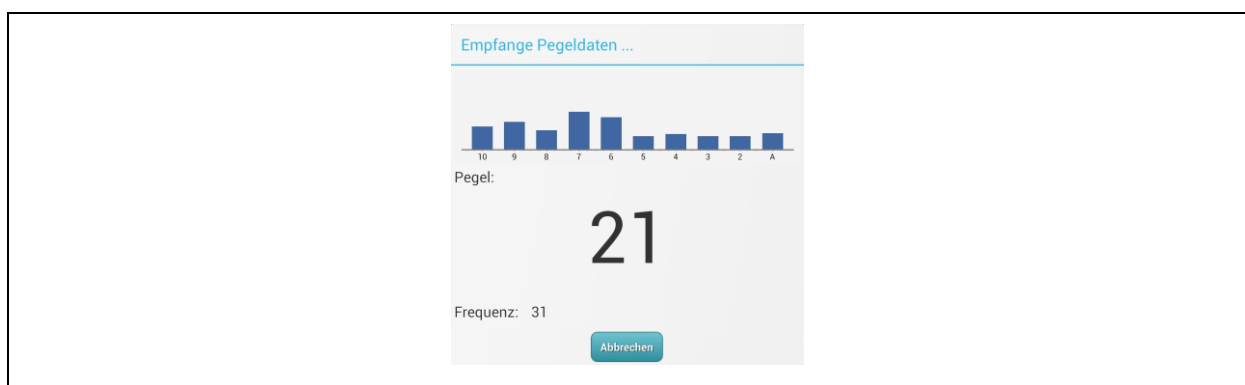 Empfange Pegeldaten ...
10 9 8 7 6 5 4 3 2 A
Pegel:
21
Frequenz: 31
Abbrechen